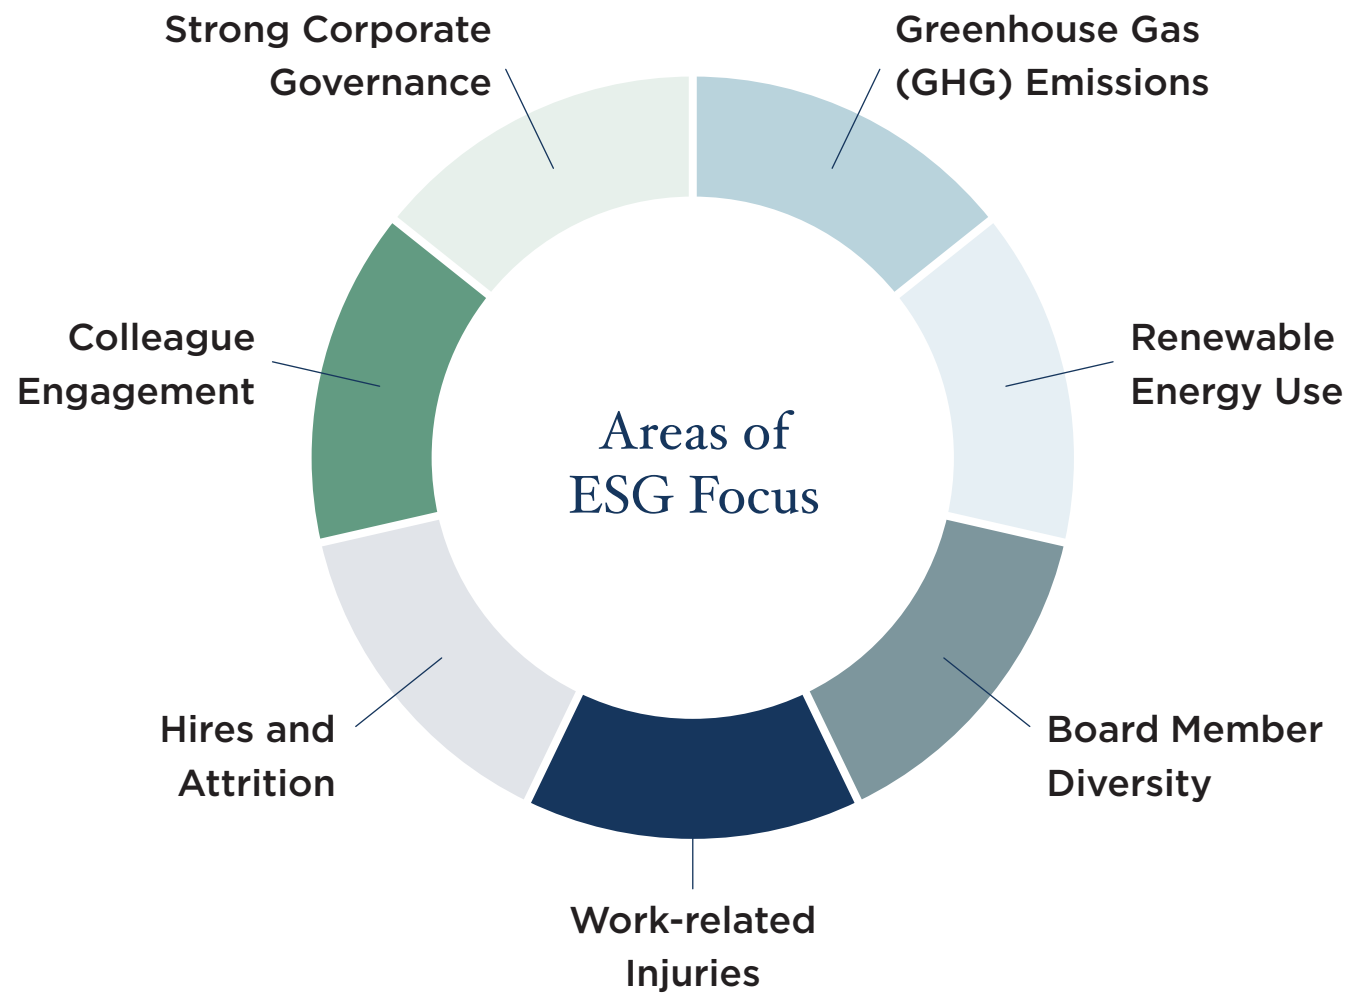 Strong Corporate
Governance
Greenhouse Gas
(GHG) Emissions
Colleague
Engagement
Renewable
Energy Use
Areas of
ESG Focus
Hires and
Attrition
Board Member
Diversity
Work-related
Injuries